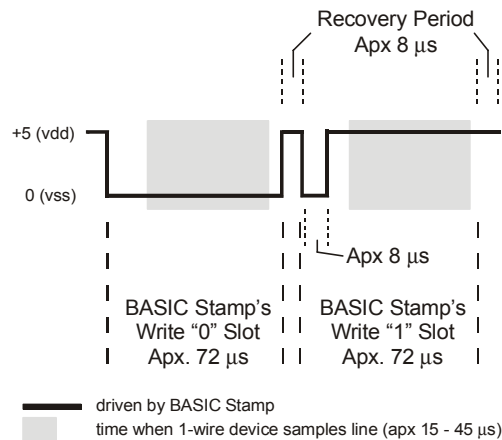 Recovery Period
Apx 8 μs
+5 (vdd)
0 (vss)
Apx 8 μs
BASIC Stamp's
Write “0” Slot
Apx. 72 μs
BASIC Stamp's
Write “1” Slot
Apx. 72 μs
driven by BASIC Stamp
time when 1-wire device samples line (apx 15 - 45 μs)